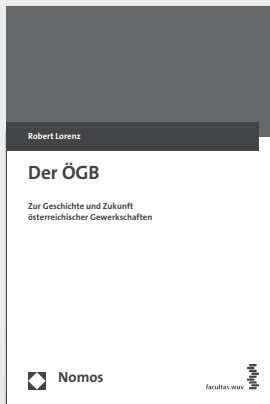 Robert Lorenz
Der ÖGB
Zur Geschichte und Zukunft
österreichischer Gewerkschaften
Nomos
facultas.wuv